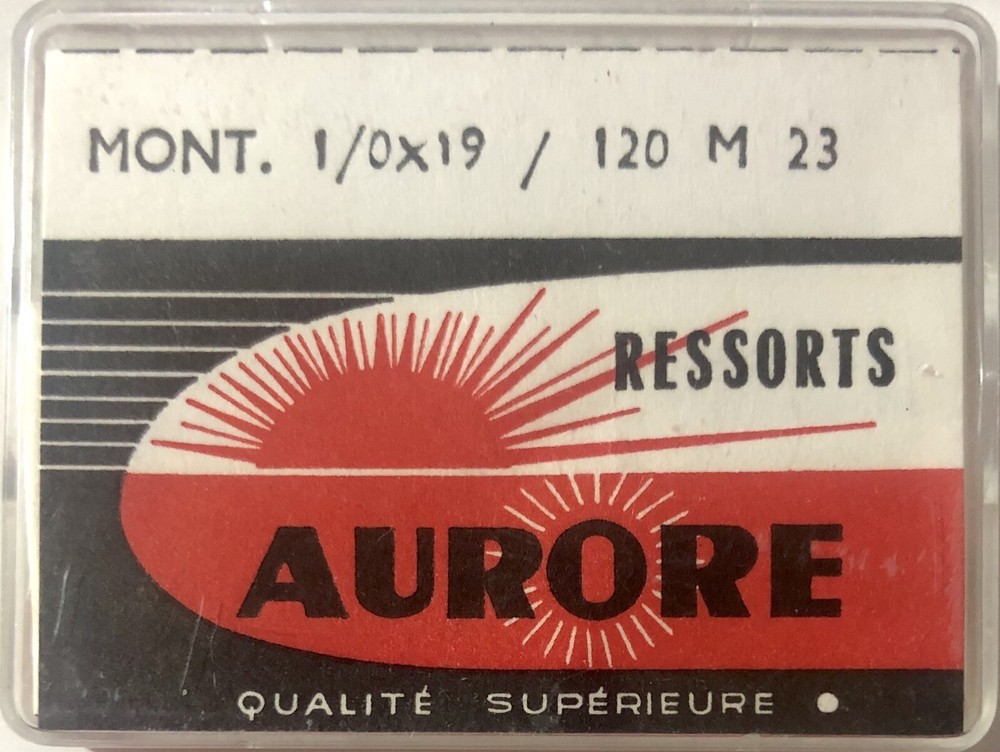 MONT. 1/0x19 / 120 M 23
RESSORTS
AURORE
QUALITÉ SUPÉRIEURE